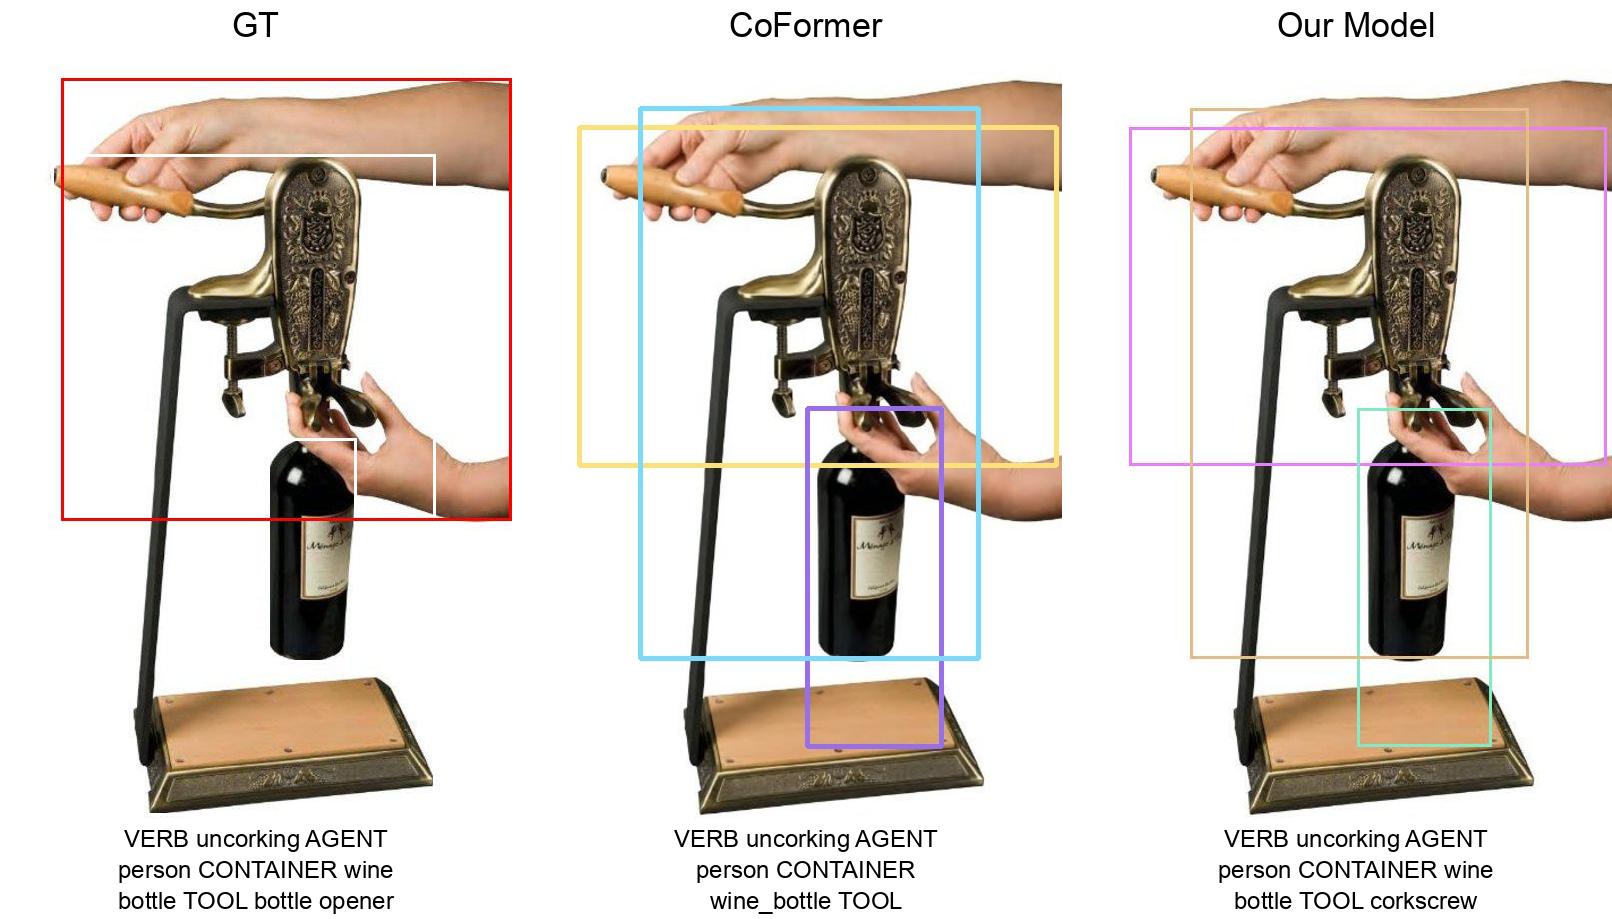 GT
CoFormer
Our Model
VERB uncorking AGENT
person CONTAINER wine
bottle TOOL bottle opener
VERB uncorking AGENT
person CONTAINER
wine_bottle TOOL
VERB uncorking AGENT
person CONTAINER wine
bottle TOOL corkscrew